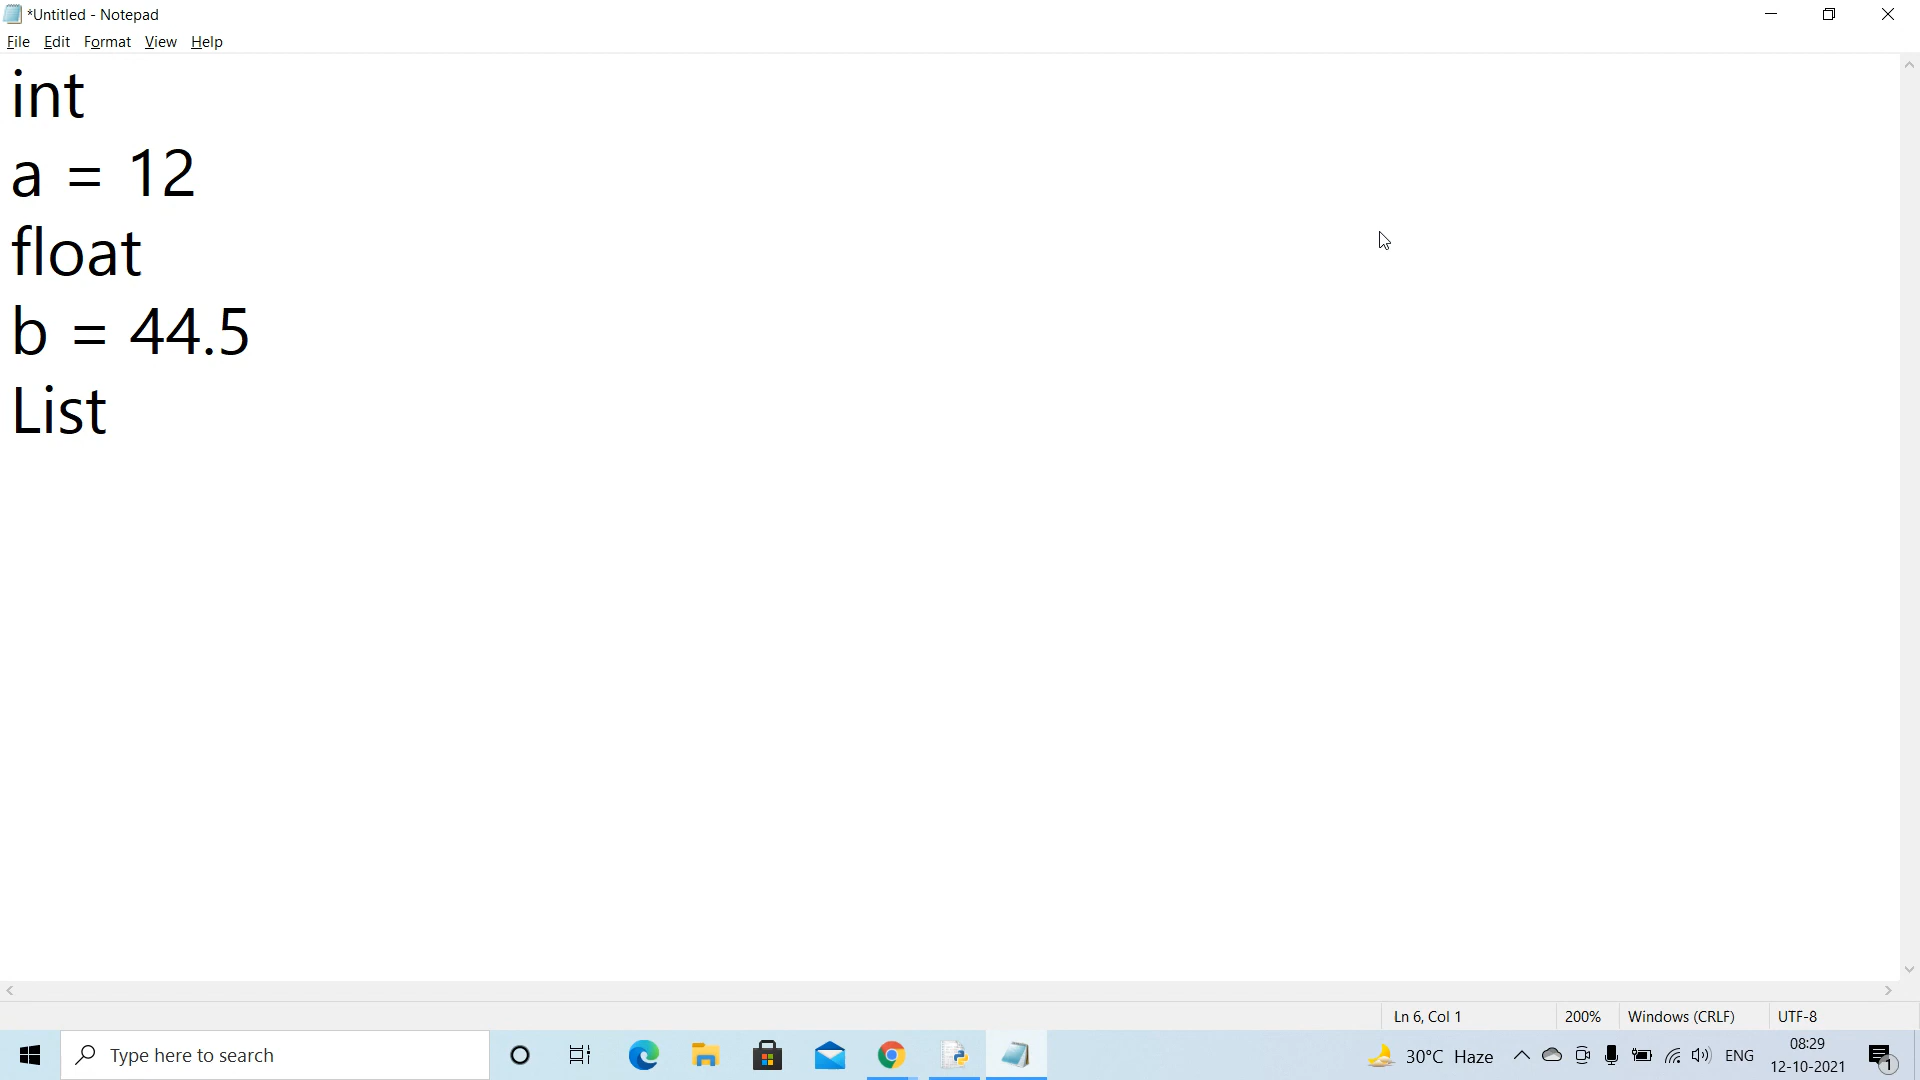 *Untitled - Notepad
File Edit Format View Help
int
a = 12
float
b = 44.5
List
Ln 6, Col 1 200% Windows (CRLF) UTF-8
Type here to search 30°C Haze ENG 08:29
12-10-2021 1